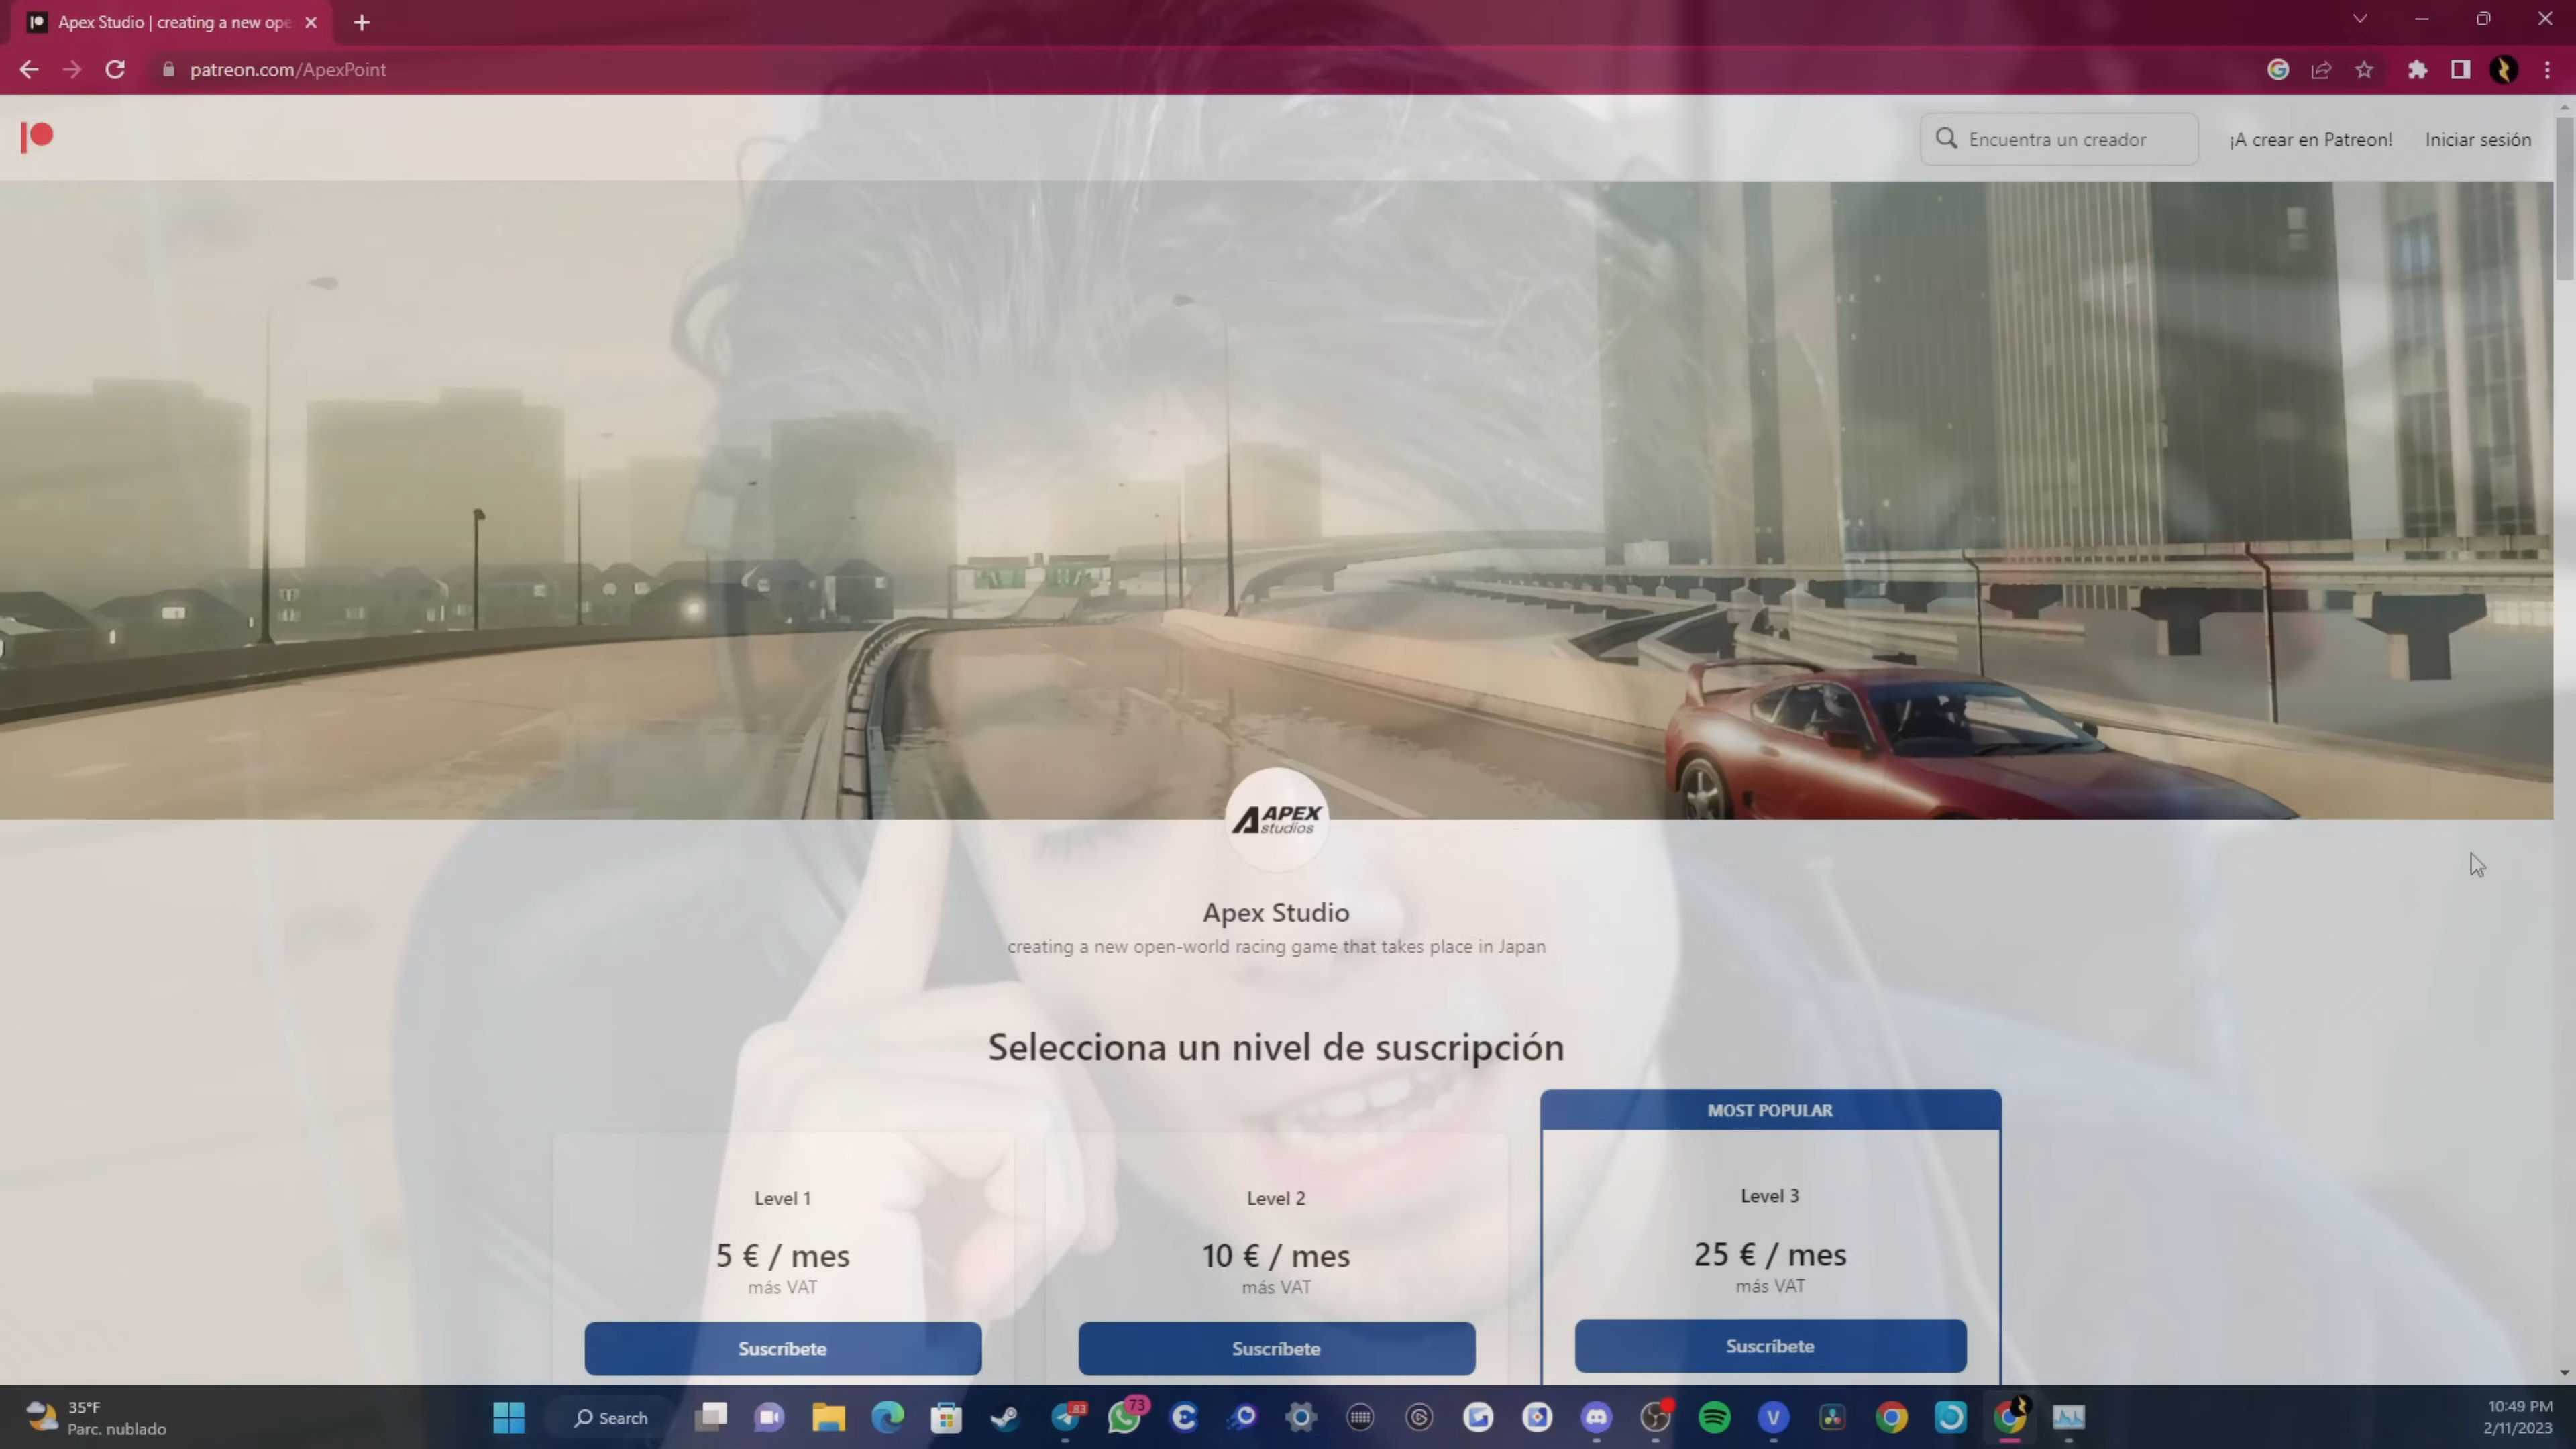 Apex Studio | creating a new ope
patreon.com/ApexPoint
Encuentra un creador
¡A crear en Patreon!
Iniciar sesión
APEX
studios
Apex Studio
creating a new open-world racing game that takes place in Japan
Selecciona un nivel de suscripción
MOST POPULAR
Level 1
Level 2
Level 3
5 € / mes
10 € / mes
25 € / mes
más VAT
más VAT
más VAT
Suscríbete
Suscríbete
Suscríbete
35°F
Parc. nublado
Search
83
73
10:49 PM
2/11/2023